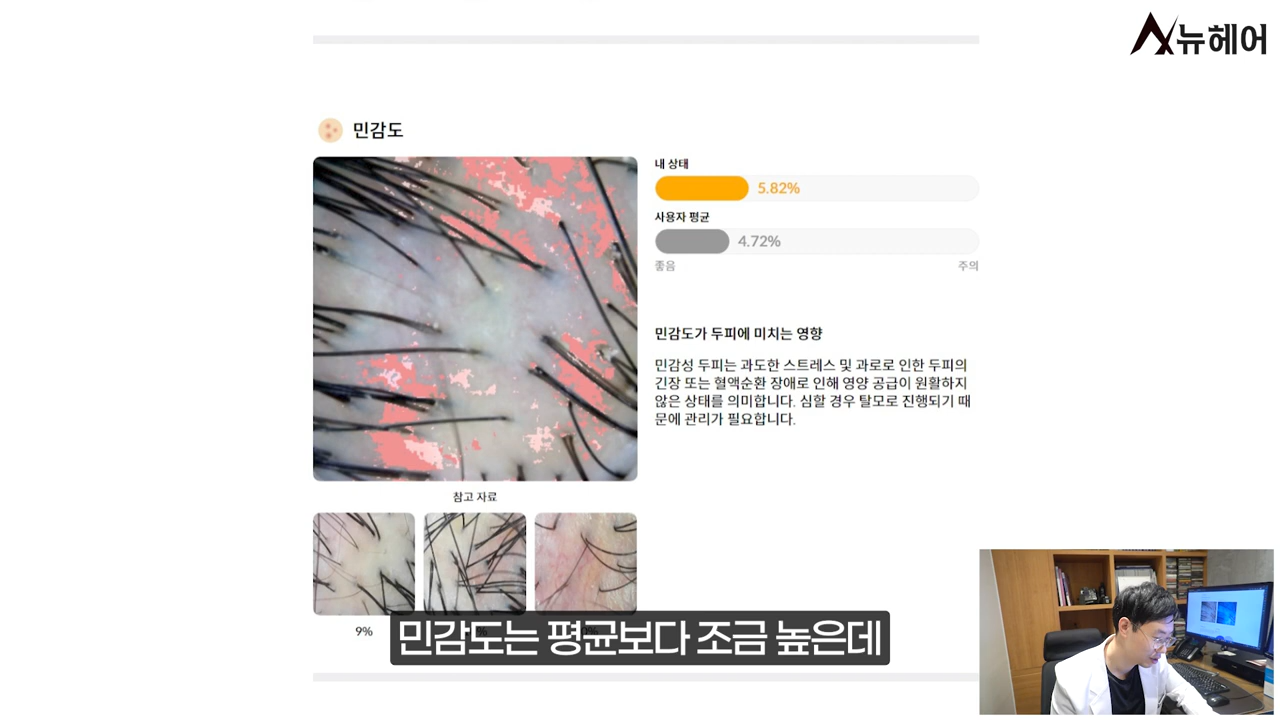 뉴헤어
민감도
내 상태
5.82%
사용자 평균
4.72%
좋음
주의
민감도가 두피에 미치는 영향
민감성 두피는 과도한 스트레스 및 과로로 인한 두피의
긴장 또는 혈액순환 장애로 인해 영양 공급이 원활하지
않은 상태를 의미합니다. 심할 경우 탈모로 진행되기 때
문에 관리가 필요합니다.
참고 자료
9%
민감도는 평균보다 조금 높은데